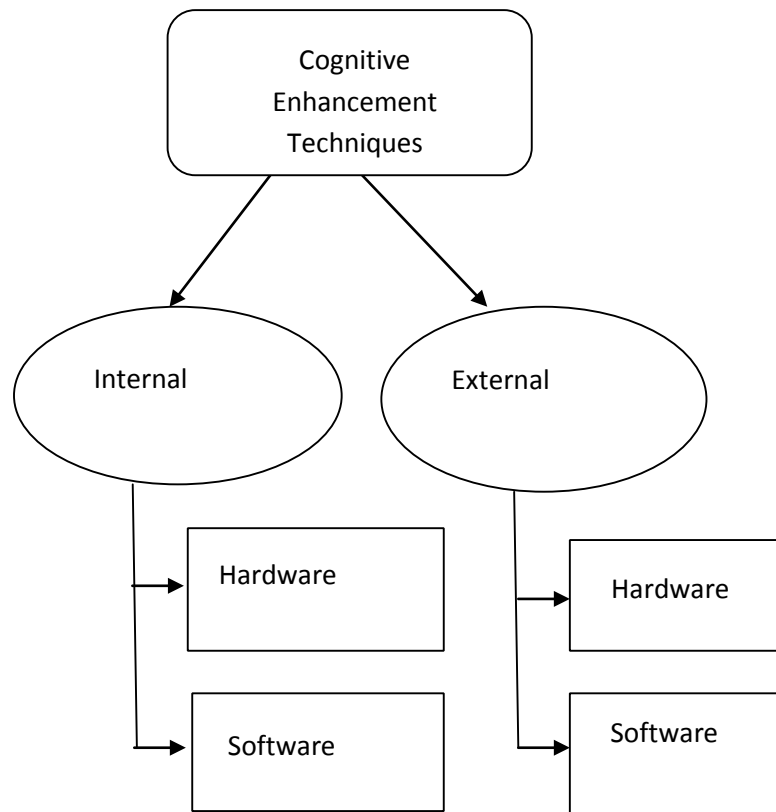 Cognitive
Enhancement
Techniques
Internal
External
Hardware
Hardware
Software
Software